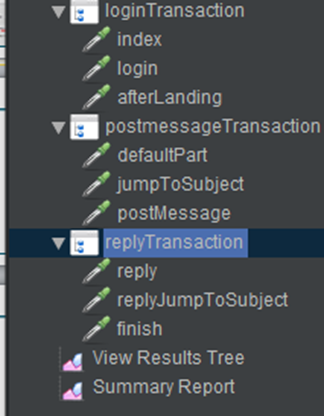 loginTransaction
index
login
afterLanding
postmessageTransaction
defaultPart
jumpToSubject
postMessage
replyTransaction
reply
replyJumpToSubject
finish
View Results Tree
Summary Report